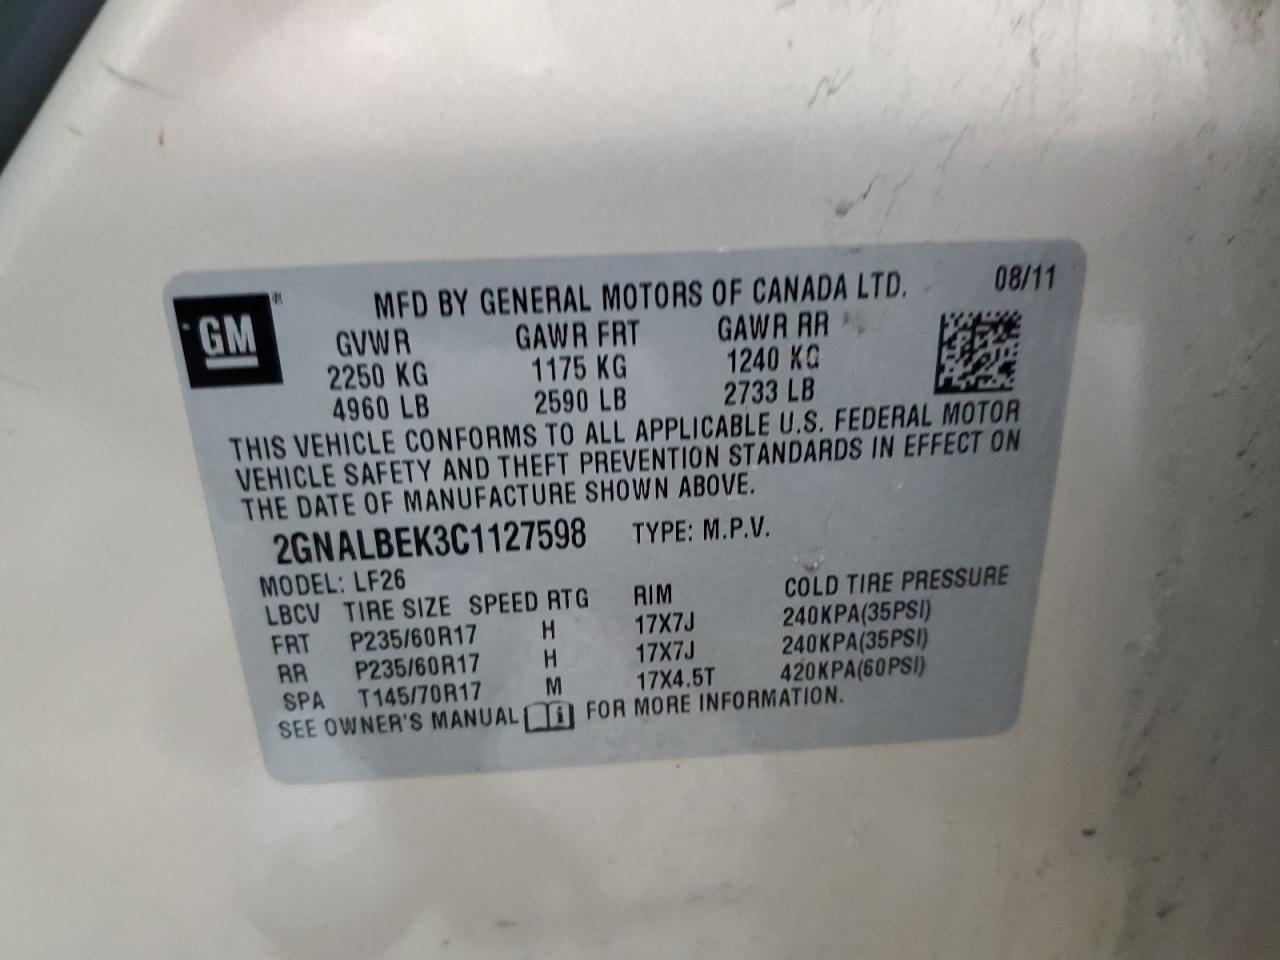 MFD BY GENERAL MOTORS OF CANADA LTD. 08/11
GM ®
GVWR GAWR FRT GAWR RR
2250 KG 1175 KG 1240 KG
4960 LB 2590 LB 2733 LB
THIS VEHICLE CONFORMS TO ALL APPLICABLE U.S. FEDERAL MOTOR
VEHICLE SAFETY AND THEFT PREVENTION STANDARDS IN EFFECT ON
THE DATE OF MANUFACTURE SHOWN ABOVE.
2GNALBEK3C1127598 TYPE: M.P.V.
MODEL: LF26
LBCV TIRE SIZE SPEED RTG RIM COLD TIRE PRESSURE
FRT P235/60R17 H 17X7J 240KPA(35PSI)
RR P235/60R17 H 17X7J 240KPA(35PSI)
SPA T145/70R17 M 17X4.5T 420KPA(60PSI)
SEE OWNER'S MANUAL i FOR MORE INFORMATION.